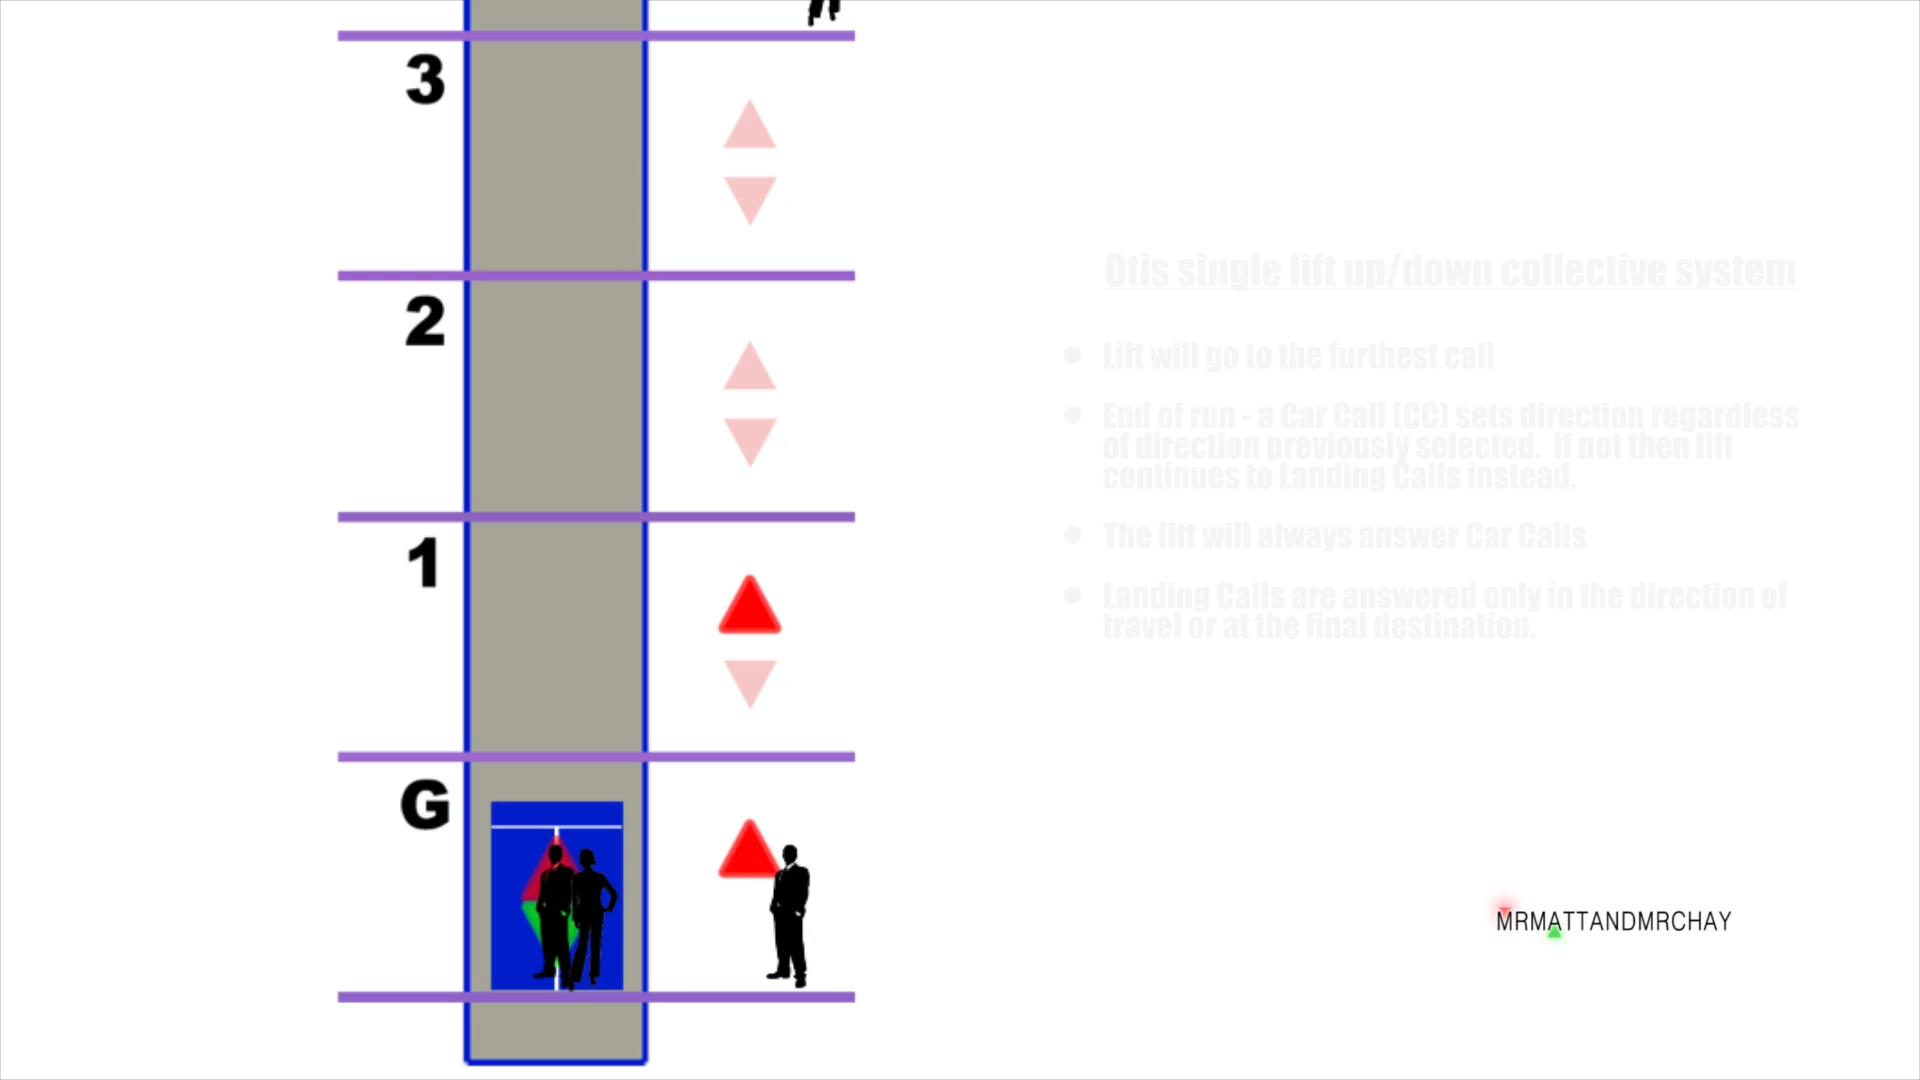 3
2
1
G
Otis single lift up/down collective system
Lift will go to the furthest call
End of run - a Car Call (CC) sets direction regardless
of direction previously selected. If not then lift
continues to Landing Calls instead.
The lift will always answer Car Calls
Landing Calls are answered only in the direction of
travel or at the final destination.
MRMATTANDMRCHAY